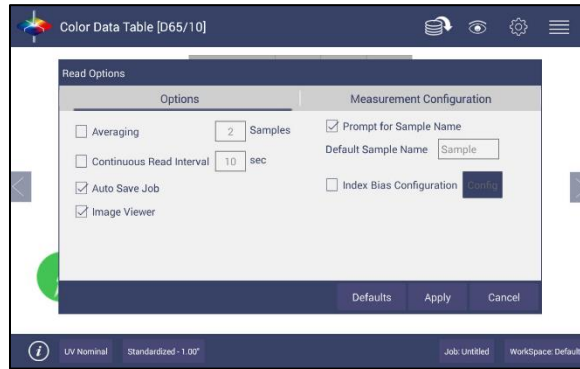 Color Data Table [D65/10]
Read Options
Options
Measurement Configuration
Averaging 2 Samples
Continuous Read Interval 10 sec
Auto Save Job
Image Viewer
Prompt for Sample Name
Default Sample Name Sample
Index Bias Configuration Config
Defaults Apply Cancel
i UV Nominal Standardized - 1.00" Job: Untitled WorkSpace: Default